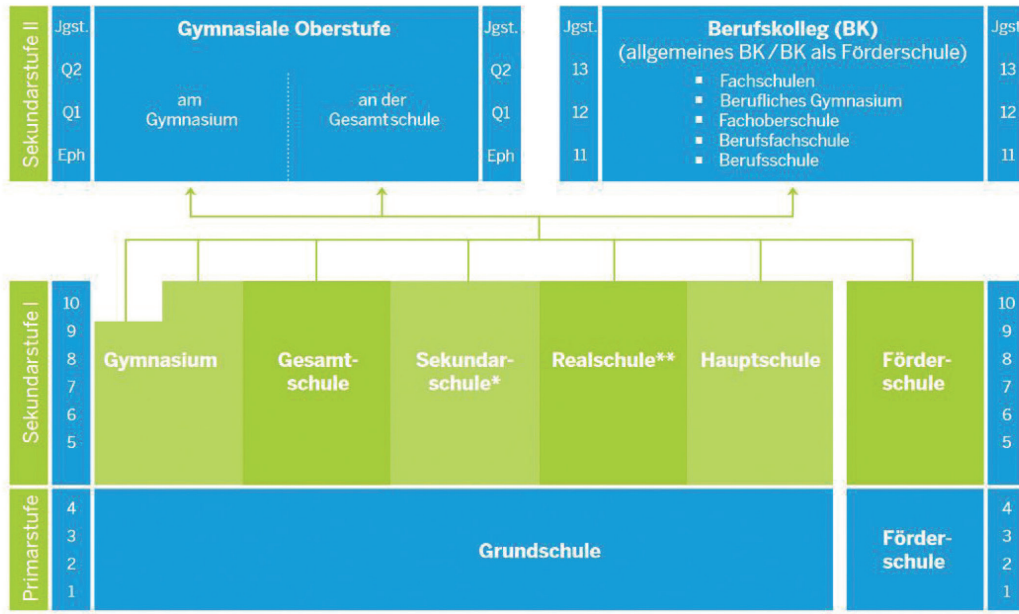 Sekundarstufe II
Jgst.
Q2
Q1
Eph
Gymnasiale Oberstufe
am
Gymnasium
an der
Gesamtschule
Jgst.
Q2
Q1
Eph
Jgst.
13
12
11
Berufskolleg (BK)
(allgemeines BK/BK als Förderschule)
▪ Fachschulen
▪ Berufliches Gymnasium
▪ Fachoberschule
▪ Berufsfachschule
▪ Berufsschule
Jgst.
13
12
11
Sekundarstufe I
10
9
8
7
6
5
Gymnasium
Gesamt-
schule
Sekundar-
schule*
Realschule**
Hauptschule
Förder-
schule
10
9
8
7
6
5
Primarstufe
4
3
2
1
Grundschule
Förder-
schule
4
3
2
1